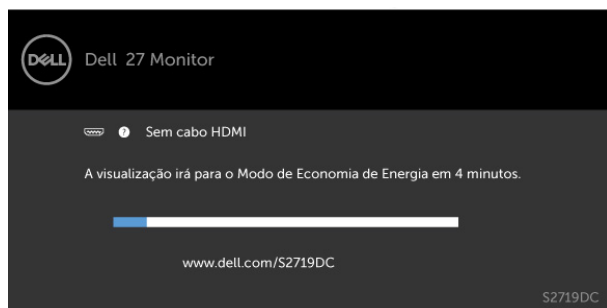 DELL
Dell 27 Monitor
? Sem cabo HDMI
A visualização irá para o Modo de Economia de Energia em 4 minutos.
www.dell.com/S2719DC
S2719DC